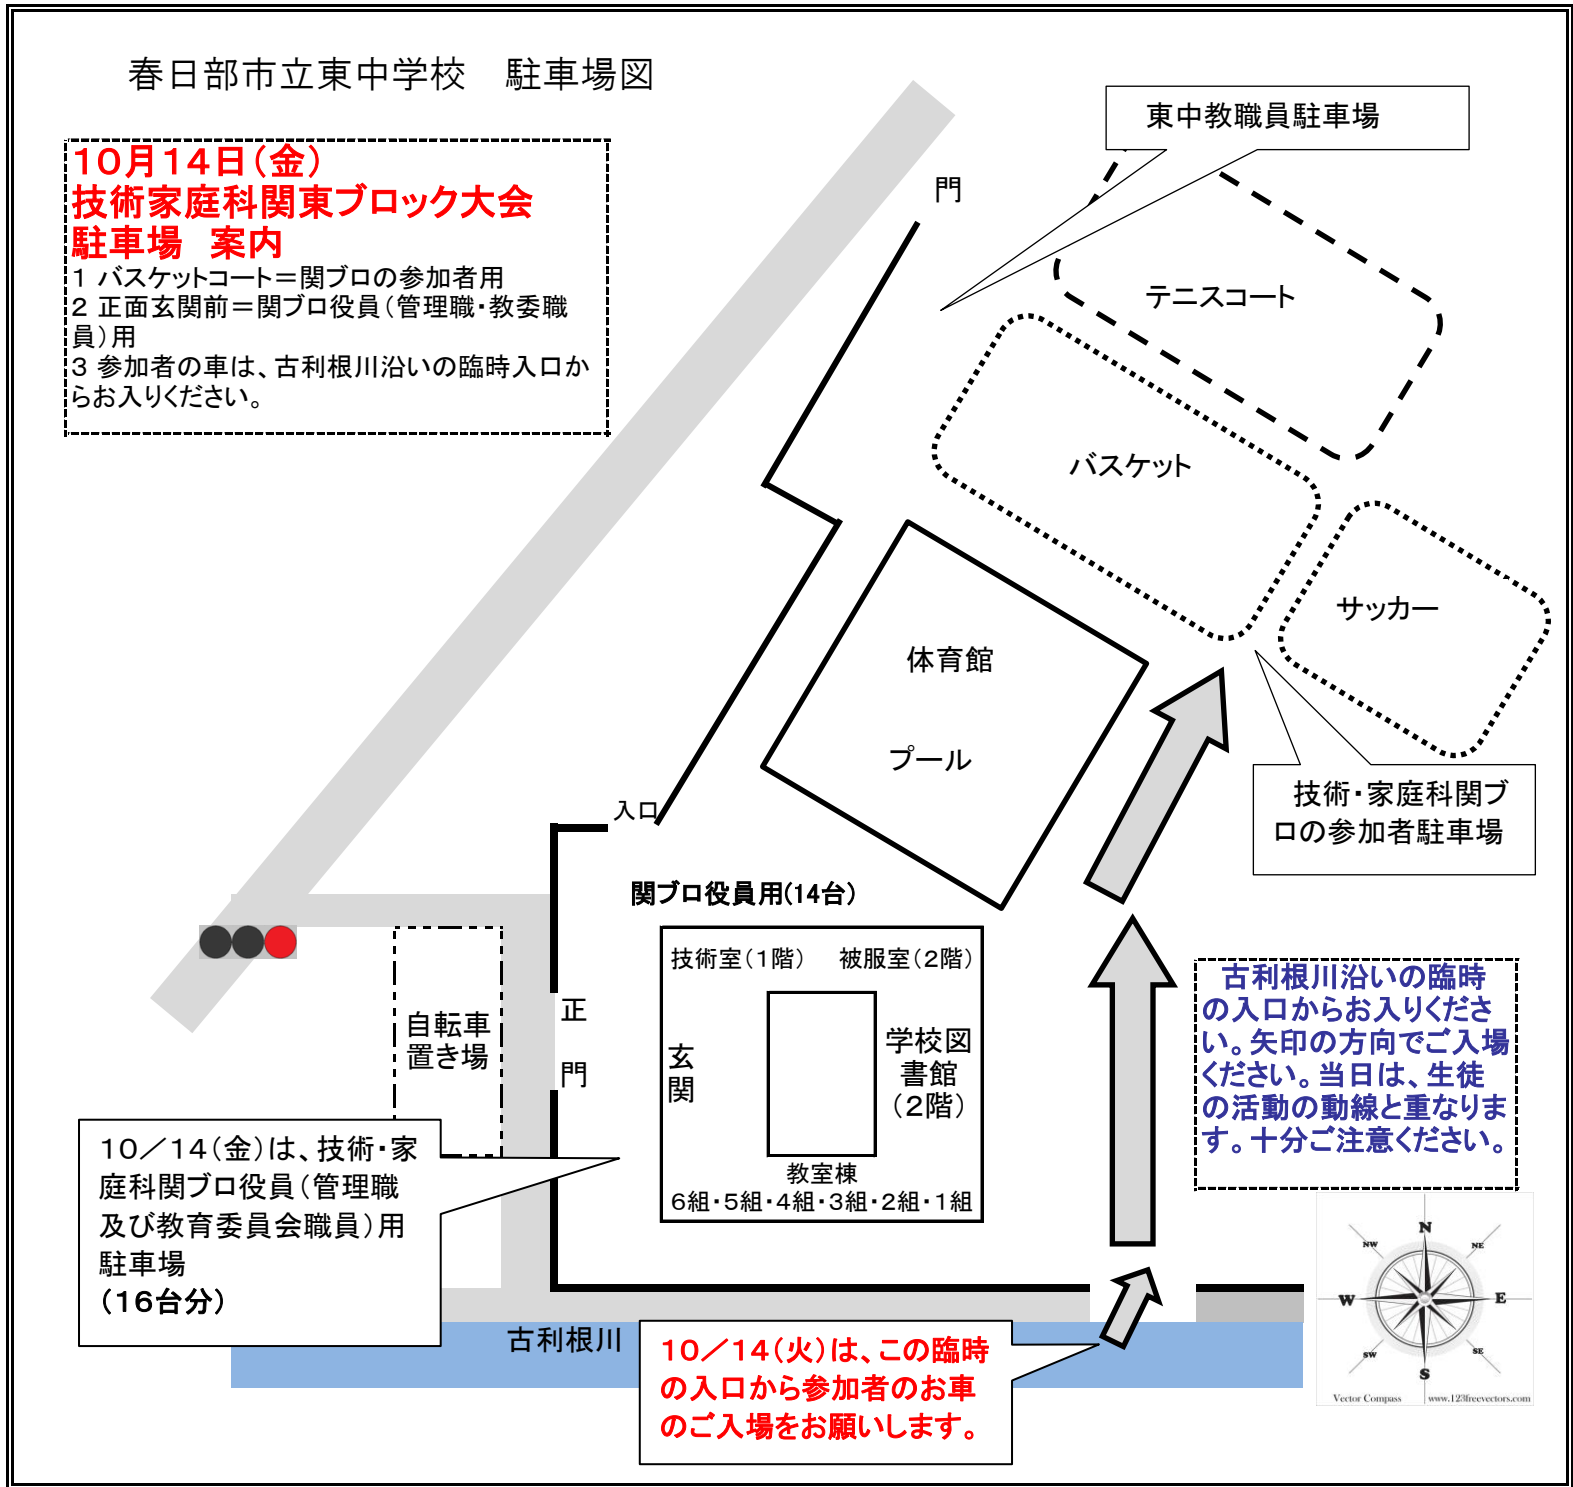 春日部市立東中学校　駐車場図
10月14日(金)
技術家庭科関東ブロック大会
駐車場　案内
1 バスケットコート＝関ブロの参加者用
2 正面玄関前＝関ブロ役員(管理職・教委職
員)用
3 参加者の車は、古利根川沿いの臨時入口か
らお入りください。
東中教職員駐車場
門
テニスコート
バスケット
サッカー
体育館
プール
技術・家庭科関ブ
ロの参加者駐車場
入口
関ブロ役員用(14台)
技術室(1階)　被服室(2階)
玄
関
学校図
書館
(2階)
教室棟
6組・5組・4組・3組・2組・1組
正
門
自転車
置き場
古利根川沿いの臨時
の入口からお入りくださ
い。矢印の方向でご入場
ください。当日は、生徒
の活動の動線と重なりま
す。十分ご注意ください。
10／14(金)は、技術・家
庭科関ブロ役員(管理職
及び教育委員会職員)用
駐車場
(16台分)
古利根川
10／14(火)は、この臨時
の入口から参加者のお車
のご入場をお願いします。
N
NW
NE
W
E
SW
SE
S
Vector Compass
www.123freevectors.com